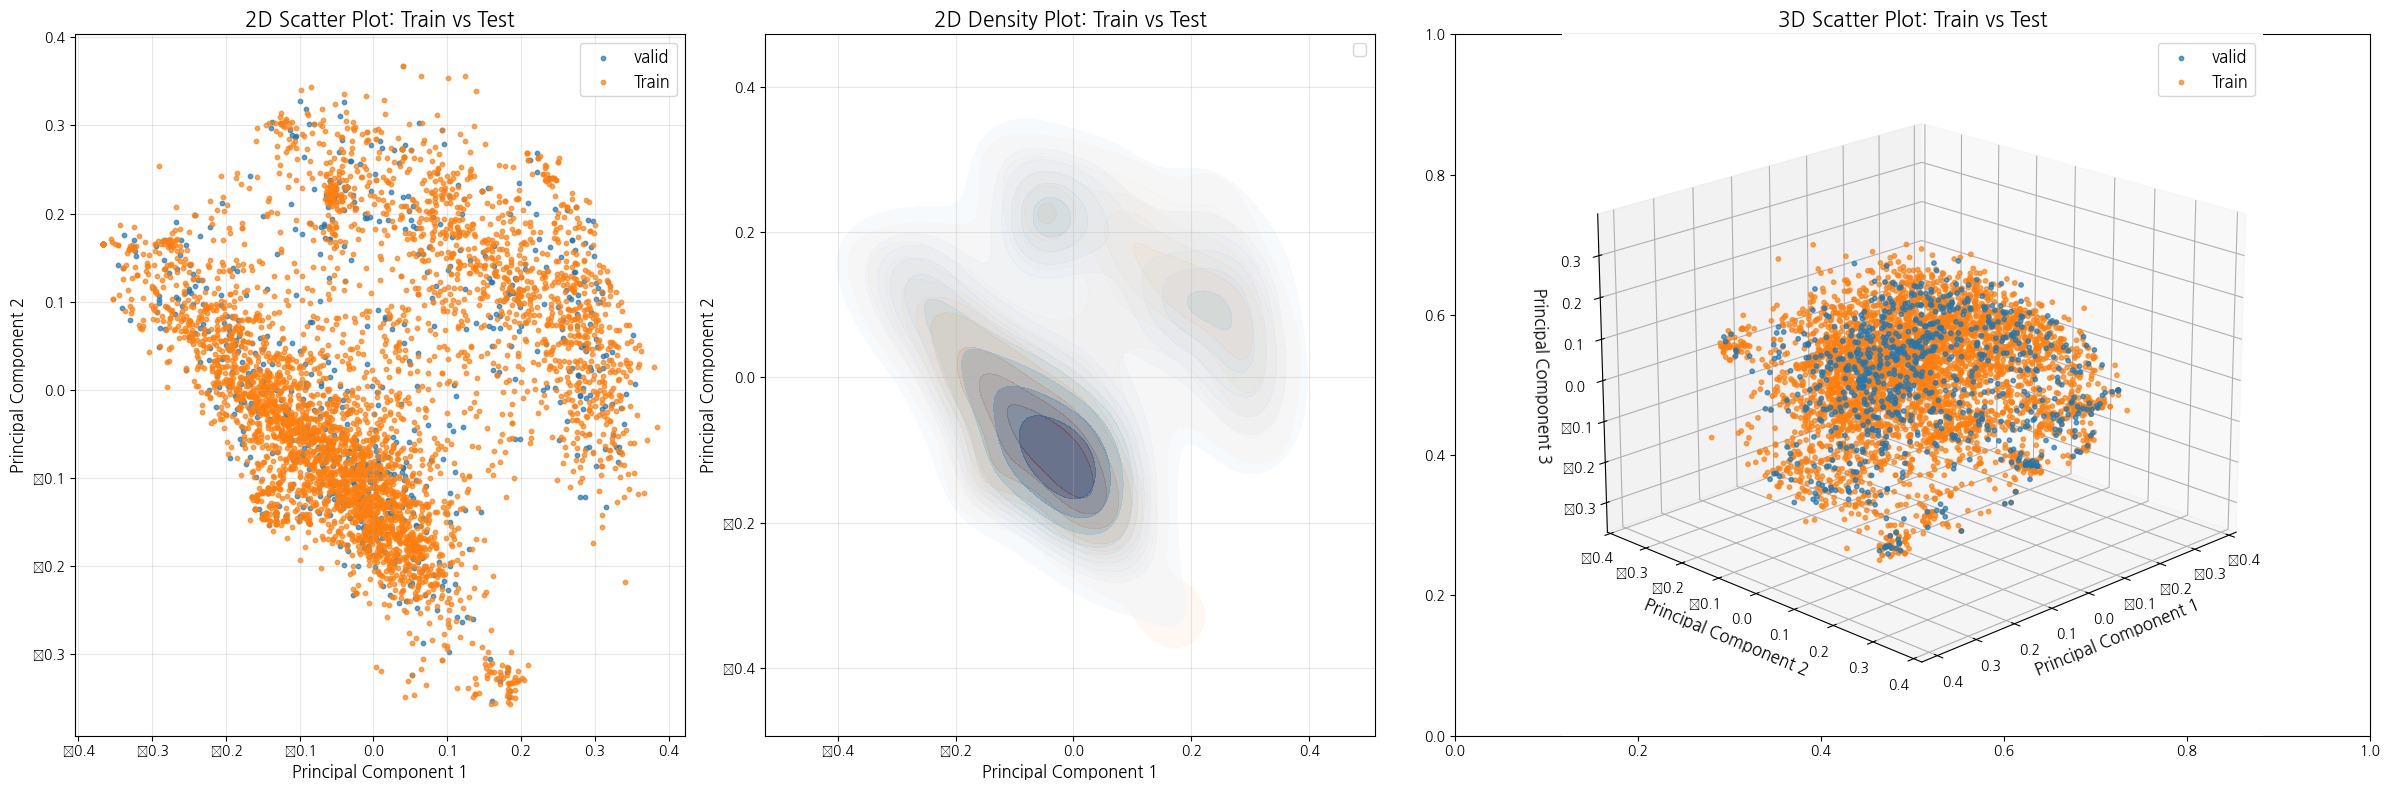 2D Scatter Plot: Train vs Test
valid
Train
0.4
0.3
0.2
0.1
0.0
☒0.1
☒0.2
☒0.3
Principal Component 2
☒0.4 ☒0.3 ☒0.2 ☒0.1 0.0 0.1 0.2 0.3 0.4
Principal Component 1
2D Density Plot: Train vs Test
0.4
0.2
0.0
☒0.2
☒0.4
Principal Component 2
☒0.4 ☒0.2 0.0 0.2 0.4
Principal Component 1
3D Scatter Plot: Train vs Test
valid
Train
1.0
0.8
0.6
0.4
0.2
0.0
0.0 0.2 0.4 0.6 0.8 1.0
0.3
0.2
0.1
0.0
☒0.1
☒0.2
☒0.3
Principal Component 3
☒0.4 ☒0.3 ☒0.2 ☒0.1 0.0 0.1 0.2 0.3 0.4
Principal Component 2
0.4 0.3 0.2 0.1 0.0 ☒0.1 ☒0.2 ☒0.3 ☒0.4
Principal Component 1